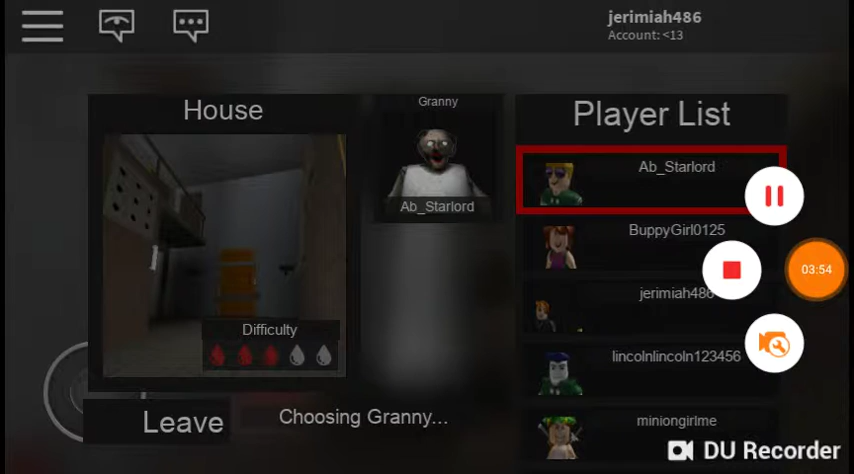 jerimiah486
Account: <13
House
Granny
Ab_Starlord
Difficulty
Leave
Choosing Granny...
Player List
Ab_Starlord
BuppyGirl0125
jerimiah486
lincolnlincoln123456
miniongirlme
03:54
DU Recorder